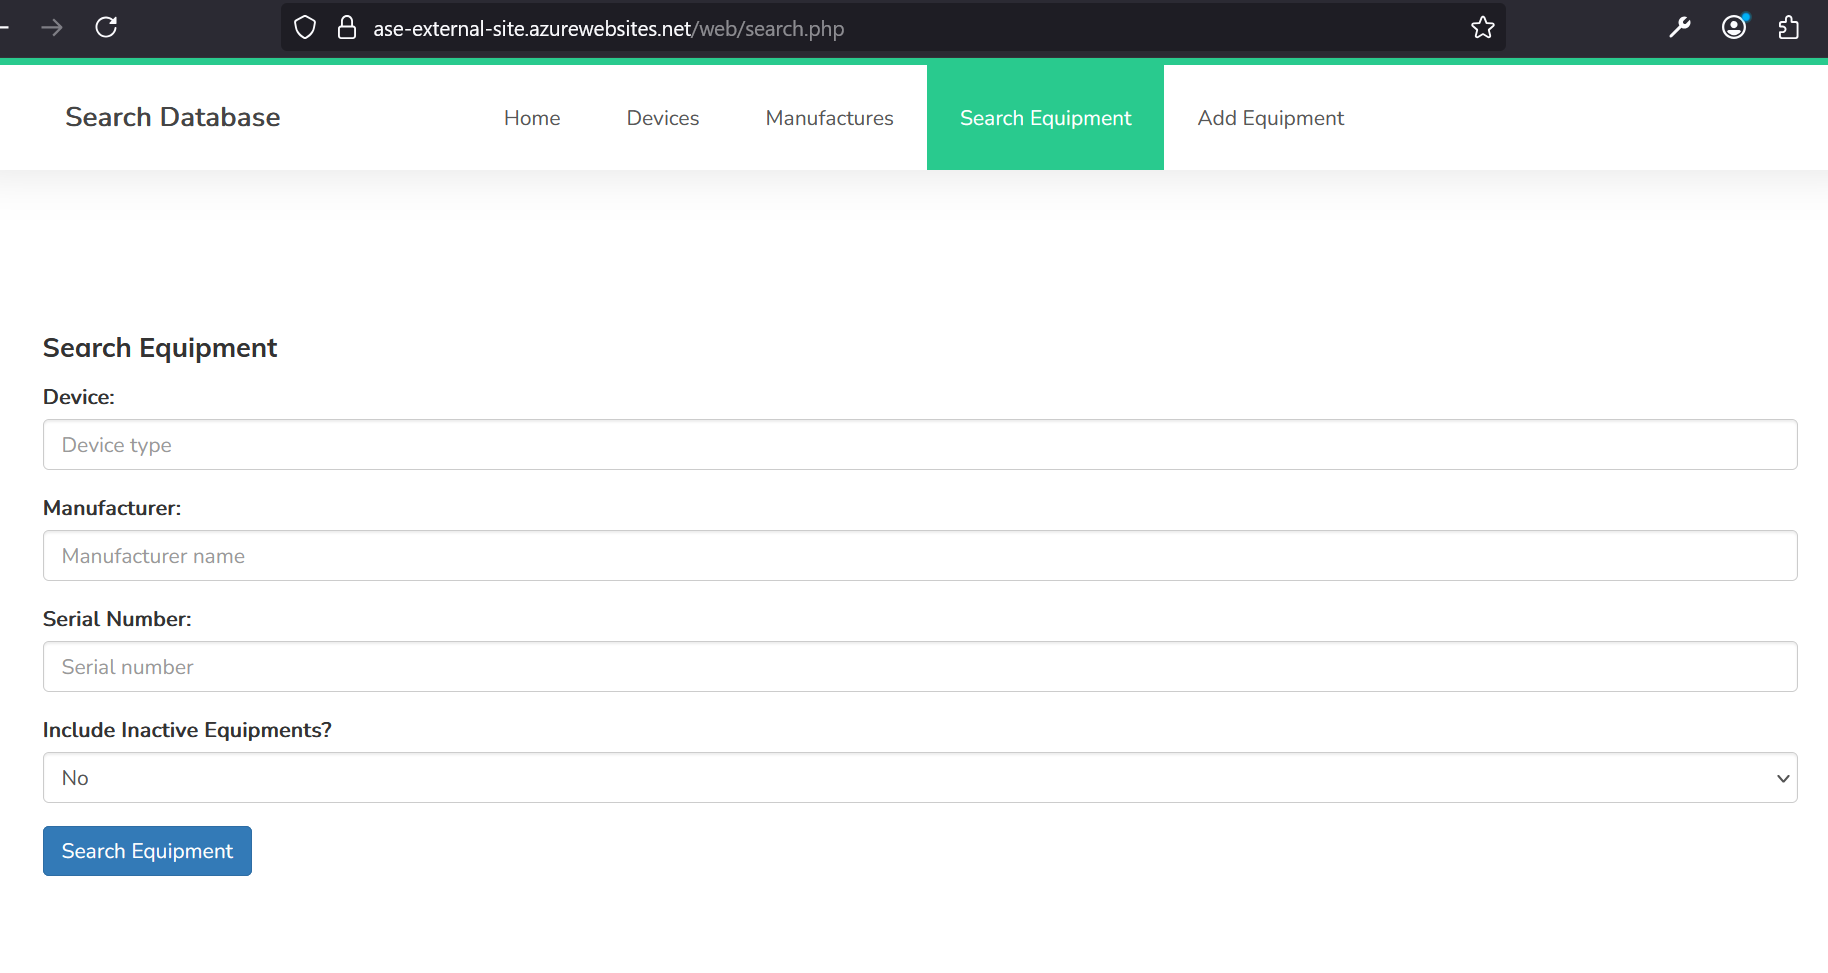 ase-external-site.azurewebsites.net/web/search.php
Search Database Home Devices Manufactures Search Equipment Add Equipment
Search Equipment
Device:
Device type
Manufacturer:
Manufacturer name
Serial Number:
Serial number
Include Inactive Equipments?
No
Search Equipment